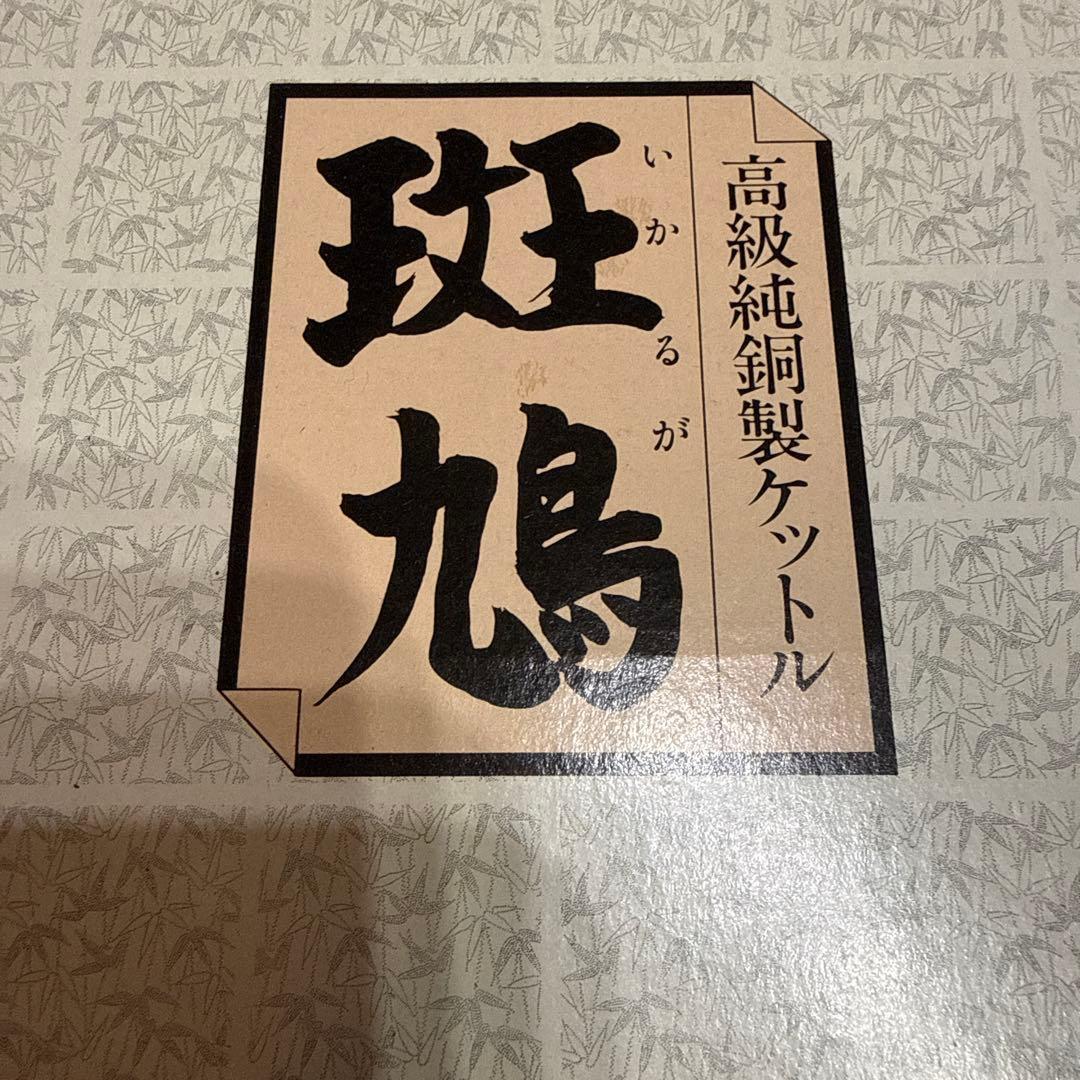 高級純銅製ケットル
いかるが
斑鳩